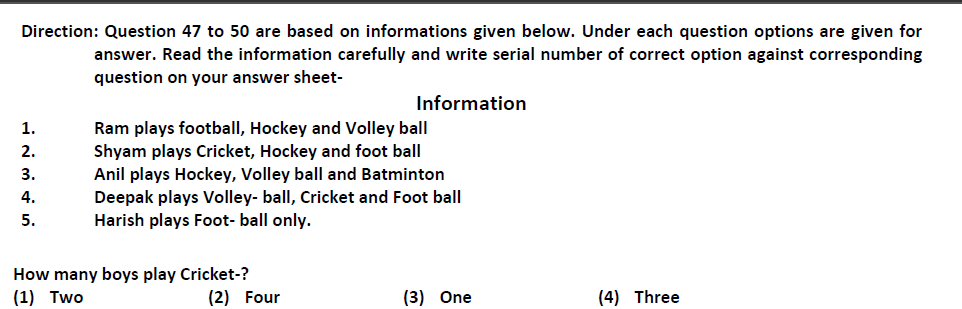 Direction: Question 47 to 50 are based on informations given below. Under each question options are given for
answer. Read the information carefully and write serial number of correct option against corresponding
question on your answer sheet-
Information
1. Ram plays football, Hockey and Volley ball
2. Shyam plays Cricket, Hockey and foot ball
3. Anil plays Hockey, Volley ball and Batminton
4. Deepak plays Volley- ball, Cricket and Foot ball
5. Harish plays Foot- ball only.
How many boys play Cricket-?
(1) Two (2) Four (3) One (4) Three